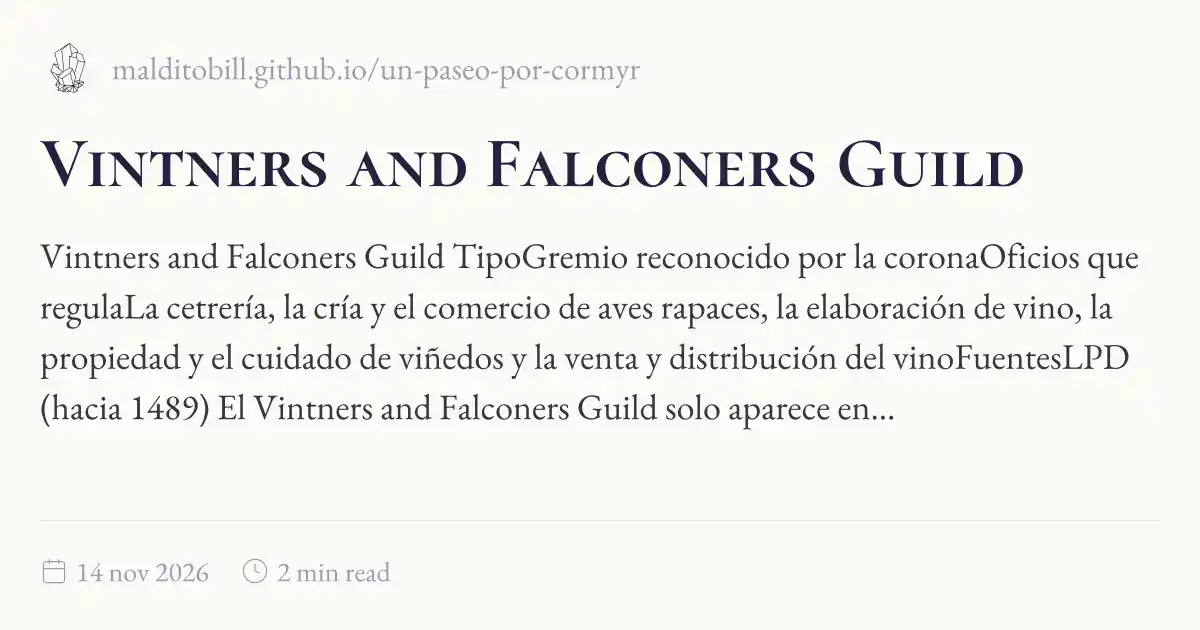 malditobill.github.io/un-paseo-por-cormyr
Vintners and Falconers Guild
Vintners and Falconers Guild TipoGremio reconocido por la coronaOficios que
regulaLa cetrería, la cría y el comercio de aves rapaces, la elaboración de vino, la
propiedad y el cuidado de viñedos y la venta y distribución del vinoFuentesLPD
(hacia 1489) El Vintners and Falconers Guild solo aparece en...
14 nov 2026 2 min read